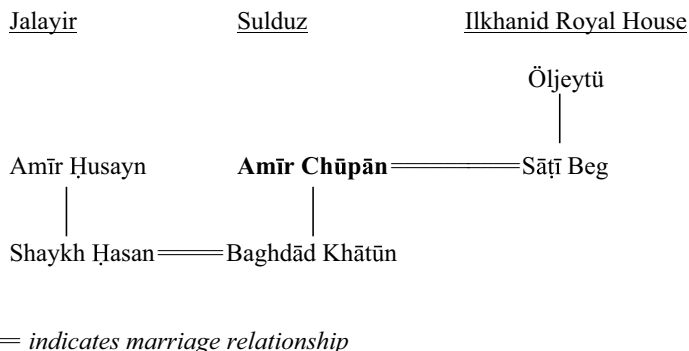 Jalayir Sulduz Ilkhanid Royal House
Öljeytü
Amīr Ḥusayn Amīr Chūpān Sāṭī Beg
Shaykh Ḥasan Baghdād Khātūn
= indicates marriage relationship